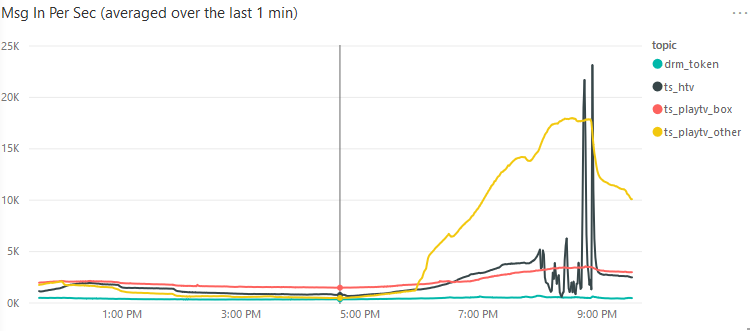 Msg In Per Sec (averaged over the last 1 min)
25K
20K
15K
10K
5K
0K
1:00 PM 3:00 PM 5:00 PM 7:00 PM 9:00 PM
topic
drm_token
ts_htv
ts_playtv_box
ts_playtv_other